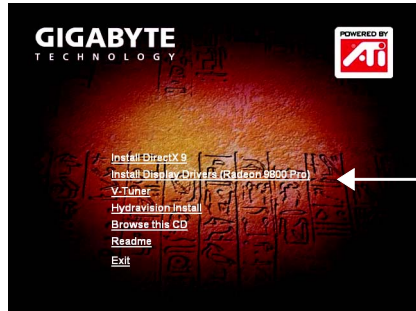 GIGABYTE
TECHNOLOGY
POWERED BY
ATi
Install DirectX 9
Install Display Drivers (Radeon 9800 Pro)
V-Tuner
Hydravision Install
Browse this CD
Readme
Exit